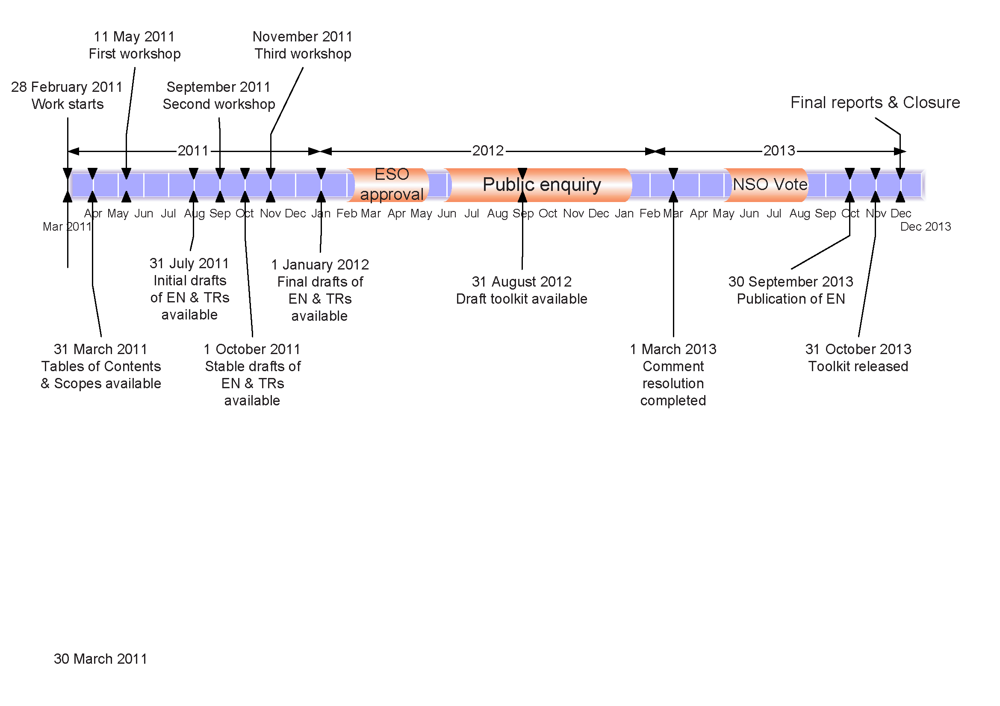 11 May 2011
First workshop
November 2011
Third workshop
28 February 2011
Work starts
September 2011
Second workshop
Final reports & Closure
2011
2012
2013
ESO
approval
Public enquiry
NSO Vote
Apr May Jun Jul Aug Sep Oct Nov Dec Jan Feb Mar Apr May Jun Jul Aug Sep Oct Nov Dec Jan Feb Mar Apr May Jun Jul Aug Sep Oct Nov Dec
Mar 2011
Dec 2013
31 July 2011
Initial drafts
of EN & TRs
available
1 January 2012
Final drafts of
EN & TRs
available
31 August 2012
Draft toolkit available
30 September 2013
Publication of EN
31 March 2011
Tables of Contents
& Scopes available
1 October 2011
Stable drafts of
EN & TRs
available
1 March 2013
Comment
resolution
completed
31 October 2013
Toolkit released
30 March 2011